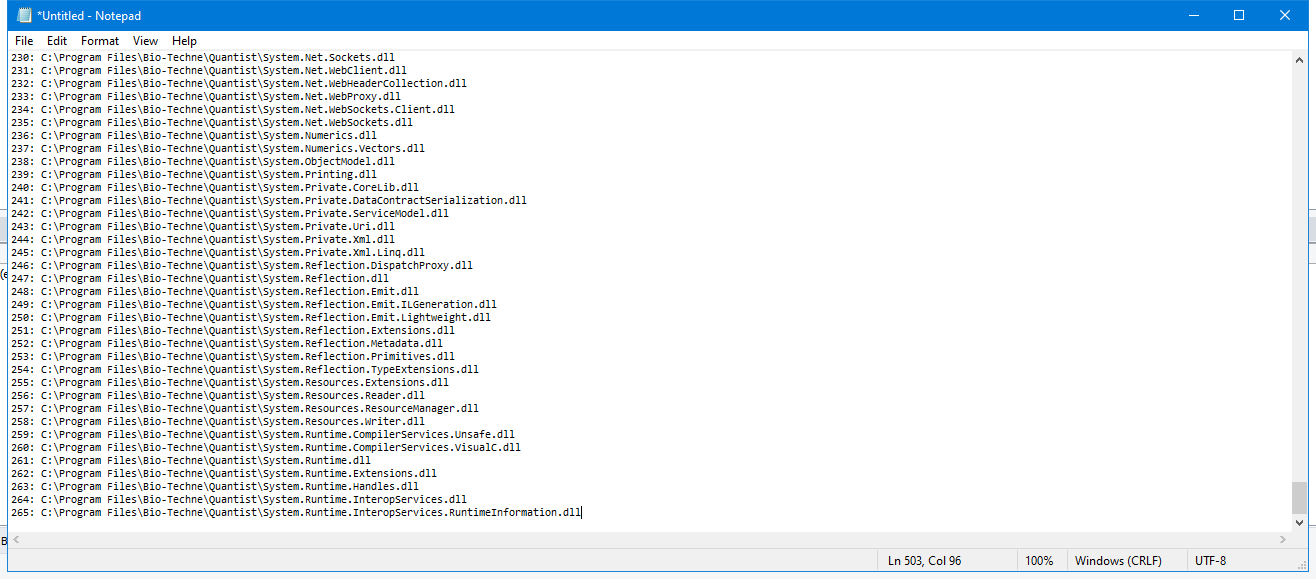 *Untitled - Notepad
File Edit Format View Help
230: C:\Program Files\Bio-Techne\Quantist\System.Net.Sockets.dll
231: C:\Program Files\Bio-Techne\Quantist\System.Net.WebClient.dll
232: C:\Program Files\Bio-Techne\Quantist\System.Net.WebHeaderCollection.dll
233: C:\Program Files\Bio-Techne\Quantist\System.Net.WebProxy.dll
234: C:\Program Files\Bio-Techne\Quantist\System.Net.WebSockets.Client.dll
235: C:\Program Files\Bio-Techne\Quantist\System.Net.WebSockets.dll
236: C:\Program Files\Bio-Techne\Quantist\System.Numerics.dll
237: C:\Program Files\Bio-Techne\Quantist\System.Numerics.Vectors.dll
238: C:\Program Files\Bio-Techne\Quantist\System.ObjectModel.dll
239: C:\Program Files\Bio-Techne\Quantist\System.Printing.dll
240: C:\Program Files\Bio-Techne\Quantist\System.Private.CoreLib.dll
241: C:\Program Files\Bio-Techne\Quantist\System.Private.DataContractSerialization.dll
242: C:\Program Files\Bio-Techne\Quantist\System.Private.ServiceModel.dll
243: C:\Program Files\Bio-Techne\Quantist\System.Private.Uri.dll
244: C:\Program Files\Bio-Techne\Quantist\System.Private.Xml.dll
245: C:\Program Files\Bio-Techne\Quantist\System.Private.Xml.Linq.dll
246: C:\Program Files\Bio-Techne\Quantist\System.Reflection.DispatchProxy.dll
247: C:\Program Files\Bio-Techne\Quantist\System.Reflection.dll
248: C:\Program Files\Bio-Techne\Quantist\System.Reflection.Emit.dll
249: C:\Program Files\Bio-Techne\Quantist\System.Reflection.Emit.ILGeneration.dll
250: C:\Program Files\Bio-Techne\Quantist\System.Reflection.Emit.Lightweight.dll
251: C:\Program Files\Bio-Techne\Quantist\System.Reflection.Extensions.dll
252: C:\Program Files\Bio-Techne\Quantist\System.Reflection.Metadata.dll
253: C:\Program Files\Bio-Techne\Quantist\System.Reflection.Primitives.dll
254: C:\Program Files\Bio-Techne\Quantist\System.Reflection.TypeExtensions.dll
255: C:\Program Files\Bio-Techne\Quantist\System.Resources.Extensions.dll
256: C:\Program Files\Bio-Techne\Quantist\System.Resources.Reader.dll
257: C:\Program Files\Bio-Techne\Quantist\System.Resources.ResourceManager.dll
258: C:\Program Files\Bio-Techne\Quantist\System.Resources.Writer.dll
259: C:\Program Files\Bio-Techne\Quantist\System.Runtime.CompilerServices.Unsafe.dll
260: C:\Program Files\Bio-Techne\Quantist\System.Runtime.CompilerServices.VisualC.dll
261: C:\Program Files\Bio-Techne\Quantist\System.Runtime.dll
262: C:\Program Files\Bio-Techne\Quantist\System.Runtime.Extensions.dll
263: C:\Program Files\Bio-Techne\Quantist\System.Runtime.Handles.dll
264: C:\Program Files\Bio-Techne\Quantist\System.Runtime.InteropServices.dll
265: C:\Program Files\Bio-Techne\Quantist\System.Runtime.InteropServices.RuntimeInformation.dll
Ln 503, Col 96 100% Windows (CRLF) UTF-8